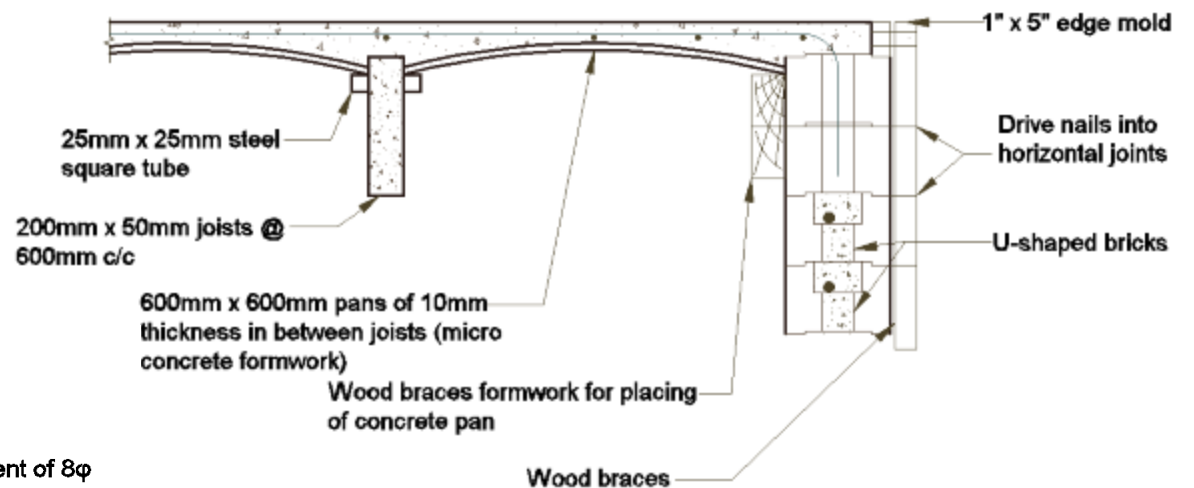 1" x 5" edge mold
25mm x 25mm steel
square tube
Drive nails into
horizontal joints
200mm x 50mm joists @
600mm c/c
U-shaped bricks
600mm x 600mm pans of 10mm
thickness in between joists (micro
concrete formwork)
Wood braces formwork for placing
of concrete pan
ent of 8φ
Wood braces